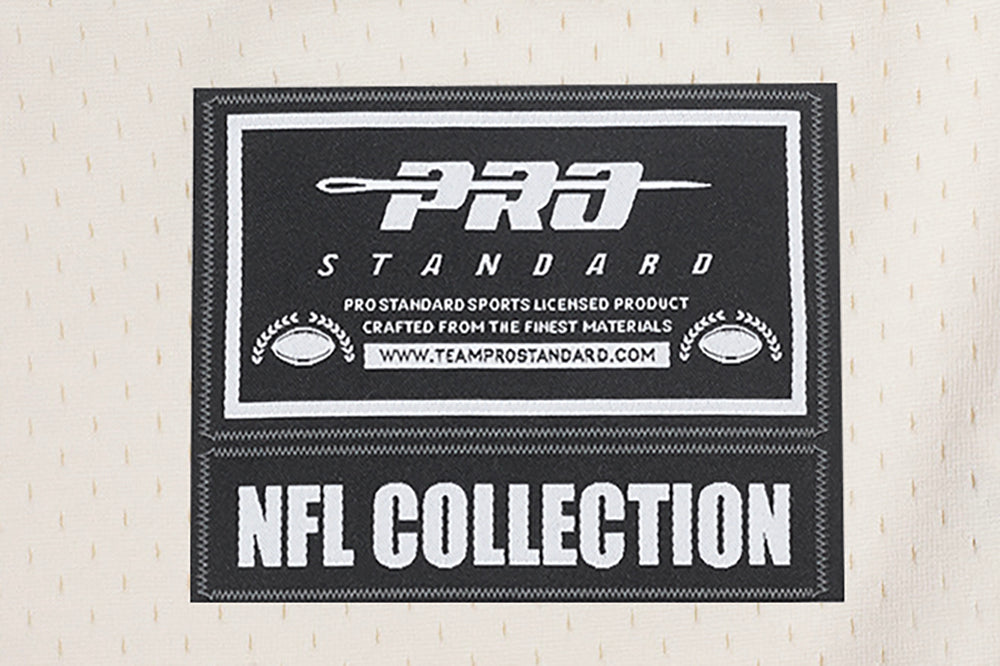 PRO
STANDARD
PRO STANDARD SPORTS LICENSED PRODUCT
CRAFTED FROM THE FINEST MATERIALS
WWW.TEAMPROSTANDARD.COM
NFL COLLECTION